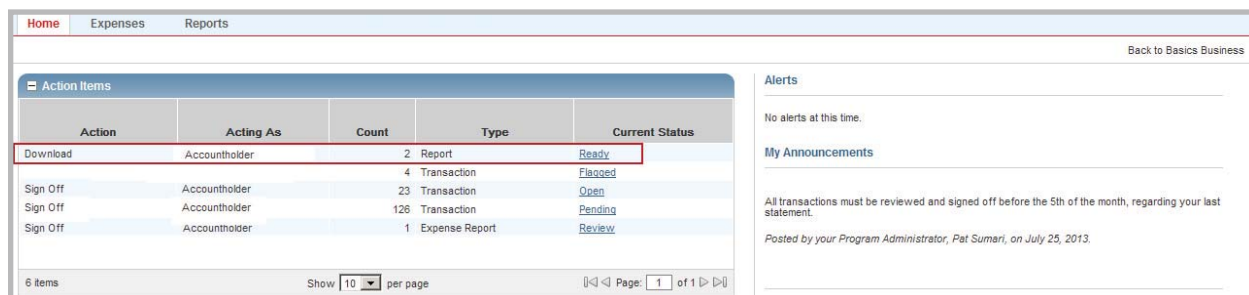 Home Expenses Reports
Back to Basics Business
Action Items
Action Acting As Count Type Current Status
Download Accountholder 2 Report Ready
4 Transaction Flagged
Sign Off Accountholder 23 Transaction Open
Sign Off Accountholder 126 Transaction Pending
Sign Off Accountholder 1 Expense Report Review
6 items Show 10 per page Page: 1 of 1
Alerts
No alerts at this time.
My Announcements
All transactions must be reviewed and signed off before the 5th of the month, regarding your last
statement.
Posted by your Program Administrator, Pat Sumari, on July 25, 2013.